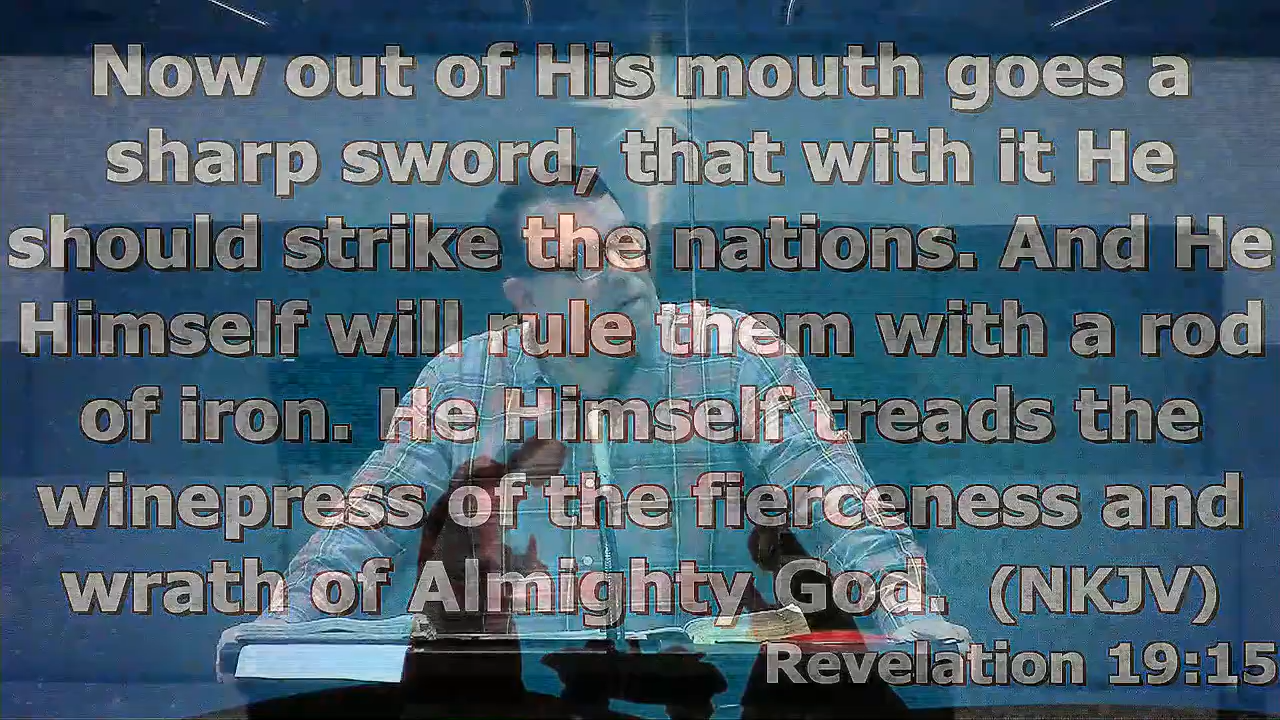 Now out of His mouth goes a
sharp sword, that with it He
should strike the nations. And He
Himself will rule them with a rod
of iron. He Himself treads the
winepress of the fierceness and
wrath of Almighty God. (NKJV)
Revelation 19:15